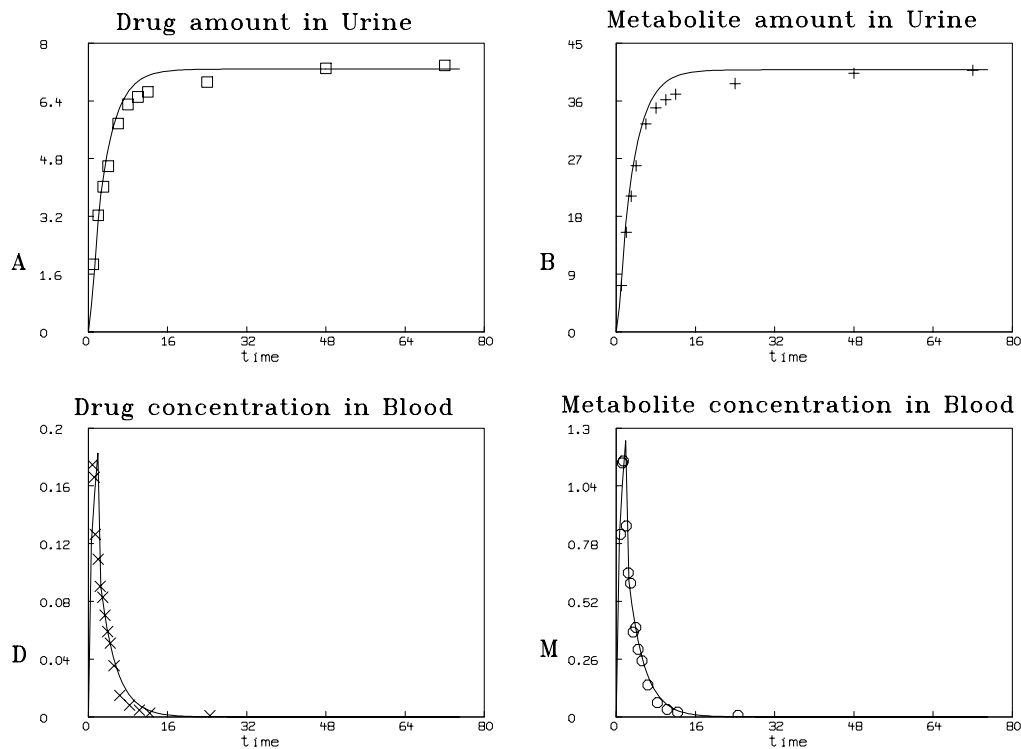 Drug amount in Urine
8
6.4
4.8
3.2
A 1.6
0
0 16 32 48 64 80
time
Metabolite amount in Urine
45
36
27
18
B 9
0
0 16 32 48 64 80
time
Drug concentration in Blood
0.2
0.16
0.12
0.08
D 0.04
0
0 16 32 48 64 80
time
Metabolite concentration in Blood
1.3
1.04
0.78
0.52
M 0.26
0
0 16 32 48 64 80
time